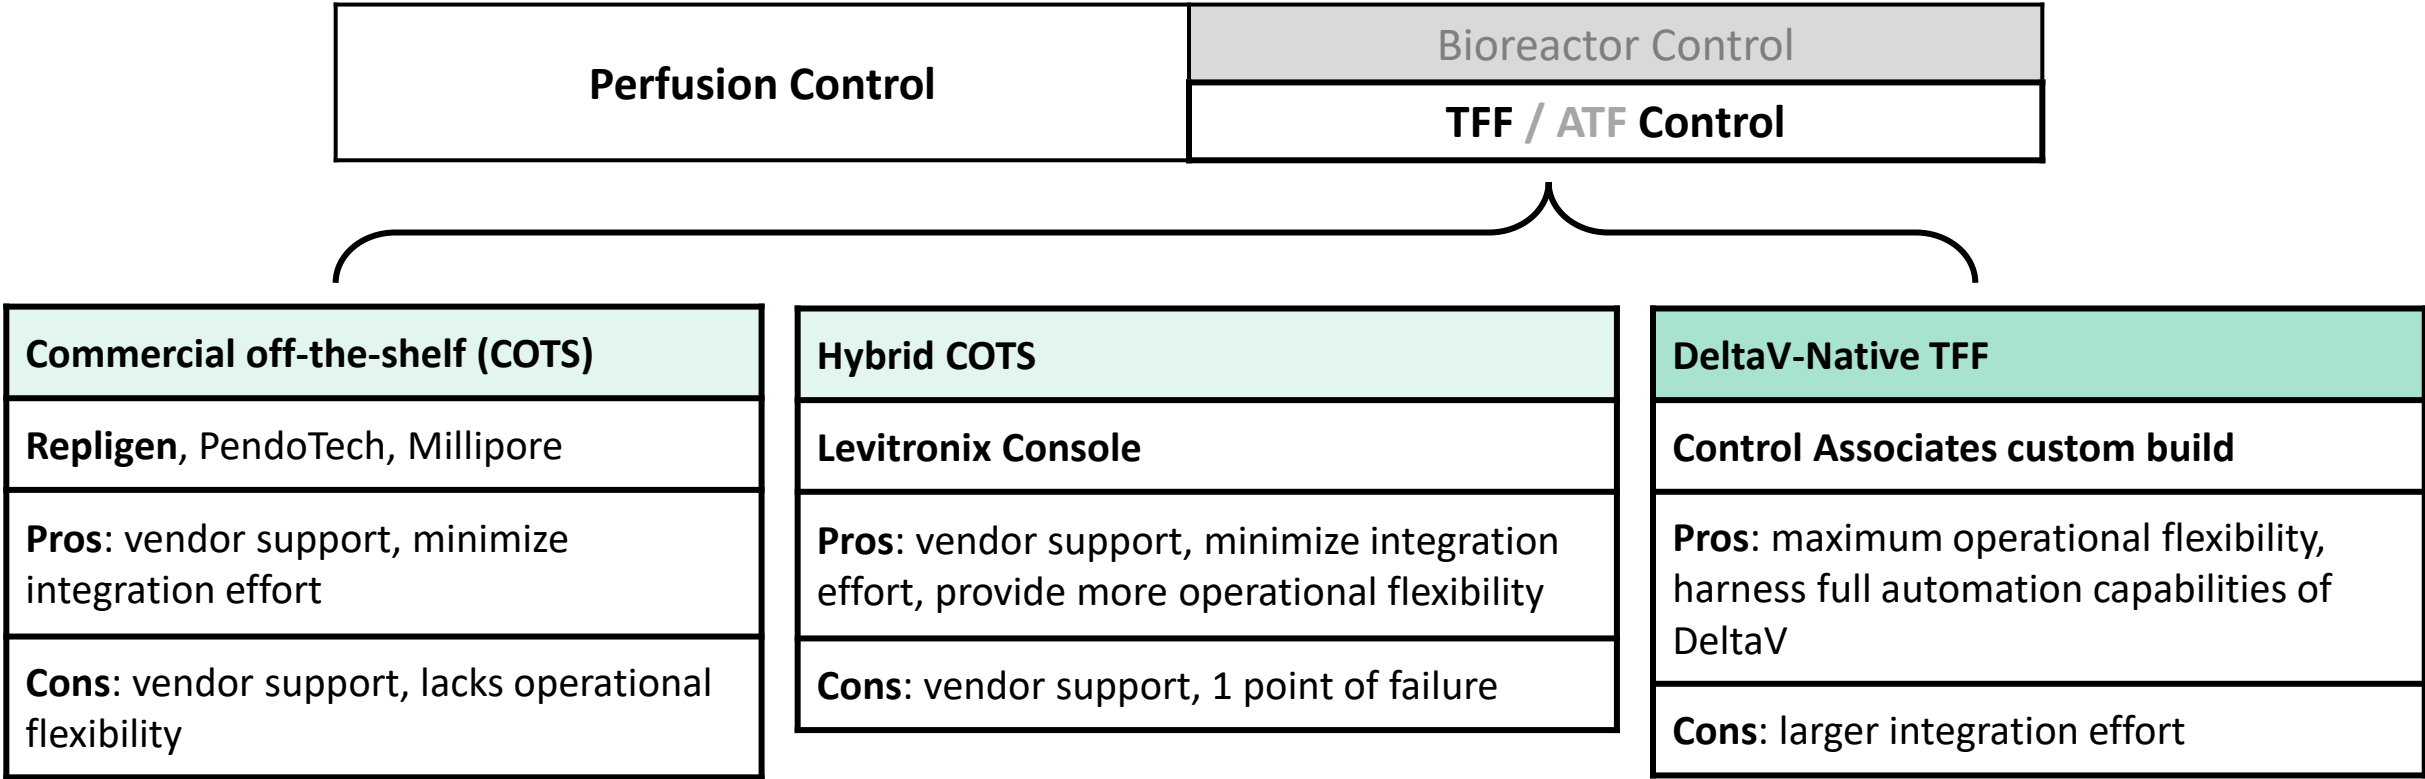 Perfusion Control
Bioreactor Control
TFF / ATF Control
Commercial off-the-shelf (COTS)
Repligen, PendoTech, Millipore
Pros: vendor support, minimize
integration effort
Cons: vendor support, lacks operational
flexibility
Hybrid COTS
Levitronix Console
Pros: vendor support, minimize integration
effort, provide more operational flexibility
Cons: vendor support, 1 point of failure
DeltaV-Native TFF
Control Associates custom build
Pros: maximum operational flexibility,
harness full automation capabilities of
DeltaV
Cons: larger integration effort